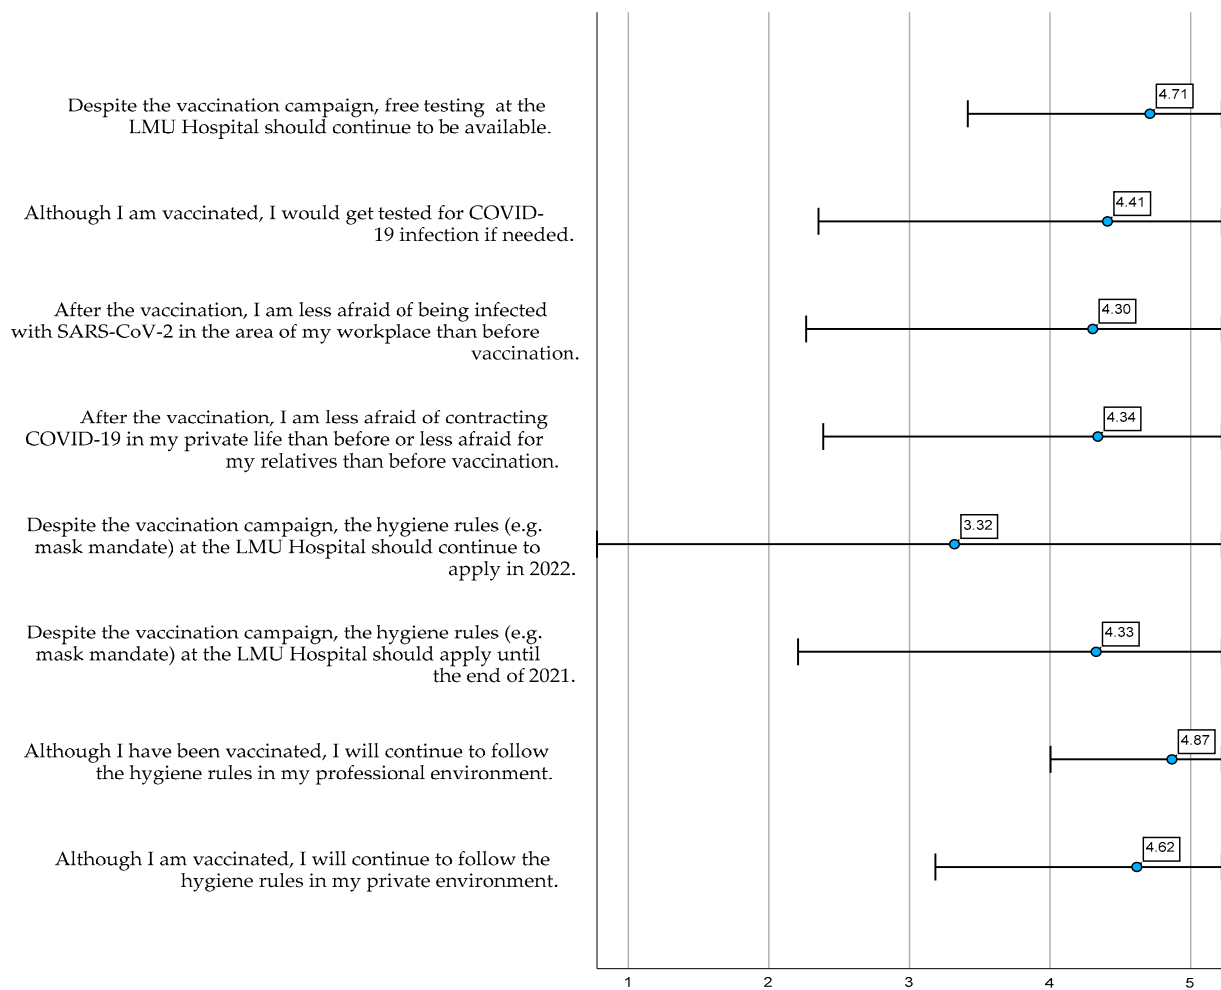 Despite the vaccination campaign, free testing at the
LMU Hospital should continue to be available.
4.71
Although I am vaccinated, I would get tested for COVID-
19 infection if needed.
4.41
After the vaccination, I am less afraid of being infected
with SARS-CoV-2 in the area of my workplace than before
vaccination.
4.30
After the vaccination, I am less afraid of contracting
COVID-19 in my private life than before or less afraid for
my relatives than before vaccination.
4.34
Despite the vaccination campaign, the hygiene rules (e.g.
mask mandate) at the LMU Hospital should continue to
apply in 2022.
3.32
Despite the vaccination campaign, the hygiene rules (e.g.
mask mandate) at the LMU Hospital should apply until
the end of 2021.
4.33
Although I have been vaccinated, I will continue to follow
the hygiene rules in my professional environment.
4.87
Although I am vaccinated, I will continue to follow the
hygiene rules in my private environment.
4.62
1 2 3 4 5